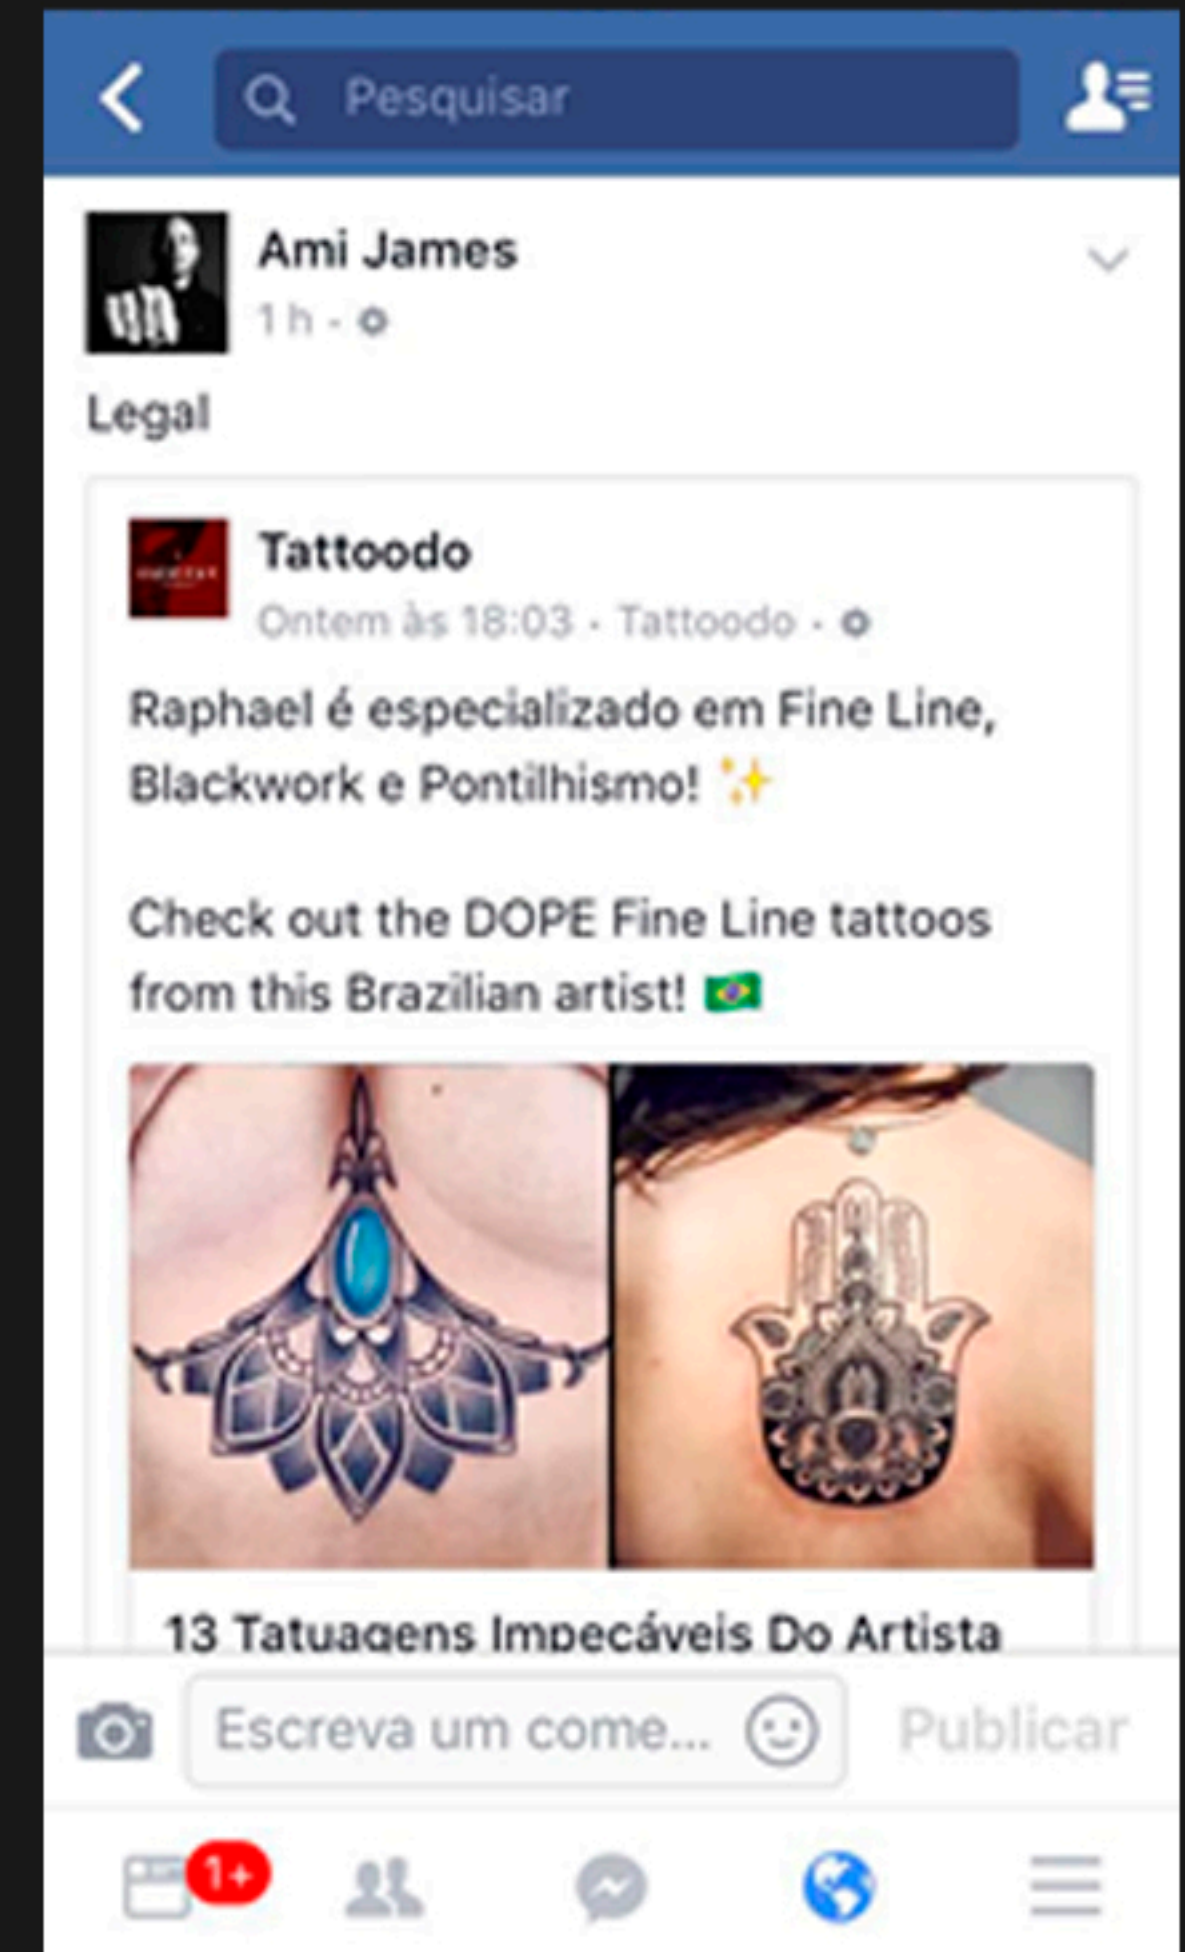 Pesquisar
Ami James
1 h ·
Legal
Tattoodo
Ontem às 18:03 · Tattoodo ·
Raphael é especializado em Fine Line,
Blackwork e Pontilhismo! ✨
Check out the DOPE Fine Line tattoos
from this Brazilian artist! 🇧🇷
13 Tatuagens Impecáveis Do Artista
Escreva um come...
Publicar
1+